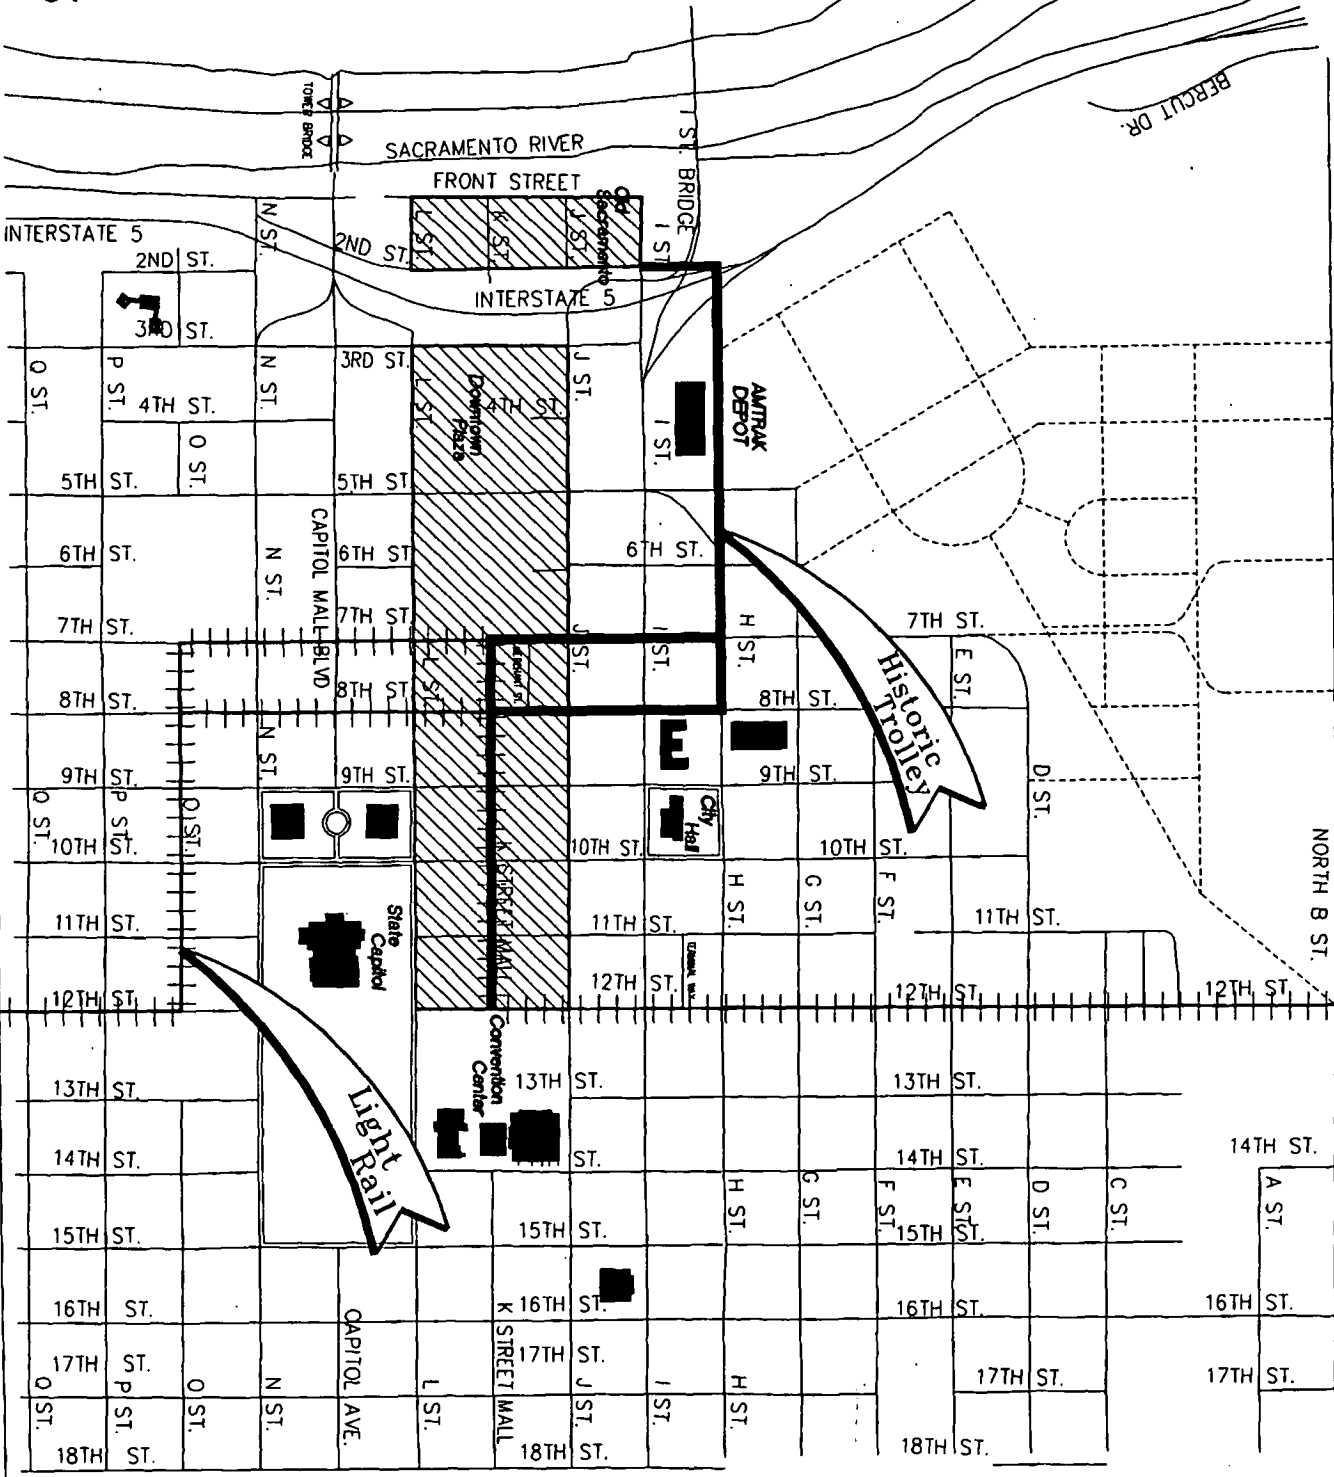 BERCUT DR.
TOWER BRIDGE
SACRAMENTO RIVER
I ST. BRIDGE
FRONT STREET
Old
Sacramento
N ST.
L ST.
K ST.
J ST.
I ST.
INTERSTATE 5
2ND ST.
2ND ST.
INTERSTATE 5
3RD ST.
3RD ST.
Q ST.
P ST.
N ST.
L ST.
J ST.
4TH ST.
4TH ST.
Downtown
Plaza
AMTRAK
DEPOT
I ST.
O ST.
5TH ST.
5TH ST.
CAPITOL MALL BLVD
6TH ST.
N ST.
6TH ST
6TH ST.
7TH ST.
7TH ST.
J ST.
I ST.
H ST.
7TH ST.
E ST.
Historic
Trolley
8TH ST.
8TH ST.
L ST.
8TH ST.
N ST.
9TH ST.
9TH ST.
9TH ST.
D ST.
Q ST.
P ST.
O ST.
City
Hall
10TH ST.
10TH ST.
10TH ST.
NORTH B ST.
K STREET MALL
H ST.
G ST.
F ST.
11TH ST.
State
Capitol
11TH ST.
11TH ST.
12TH ST.
12TH ST.
12TH ST.
12TH ST.
Convention
Center
13TH ST.
13TH ST.
13TH ST.
Light
Rail
14TH ST.
ST.
14TH ST.
14TH ST.
H ST.
G ST.
F ST.
E ST.
D ST.
C ST.
A ST.
15TH ST.
15TH ST.
15TH ST.
16TH ST.
16TH ST.
16TH ST.
16TH ST.
CAPITOL AVE.
K STREET MALL
17TH ST.
17TH ST.
17TH ST.
17TH ST.
Q ST.
P ST.
O ST.
N ST.
L ST.
J ST.
I ST.
H ST.
18TH ST.
18TH ST.
18TH ST.